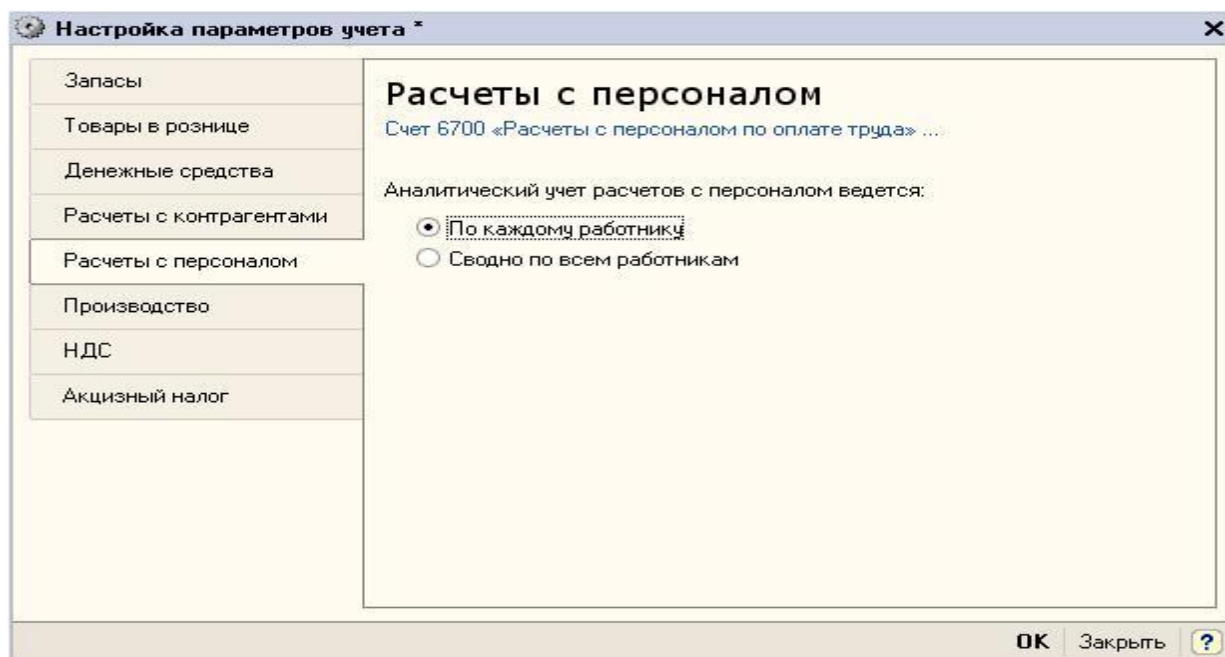 Настройка параметров учета *
Запасы
Товары в рознице
Денежные средства
Расчеты с контрагентами
Расчеты с персоналом
Производство
НДС
Акцизный налог
Расчеты с персоналом
Счет 6700 «Расчеты с персоналом по оплате труда» ...
Аналитический учет расчетов с персоналом ведется:
По каждому работнику
Сводно по всем работникам
OK Закрыть ?